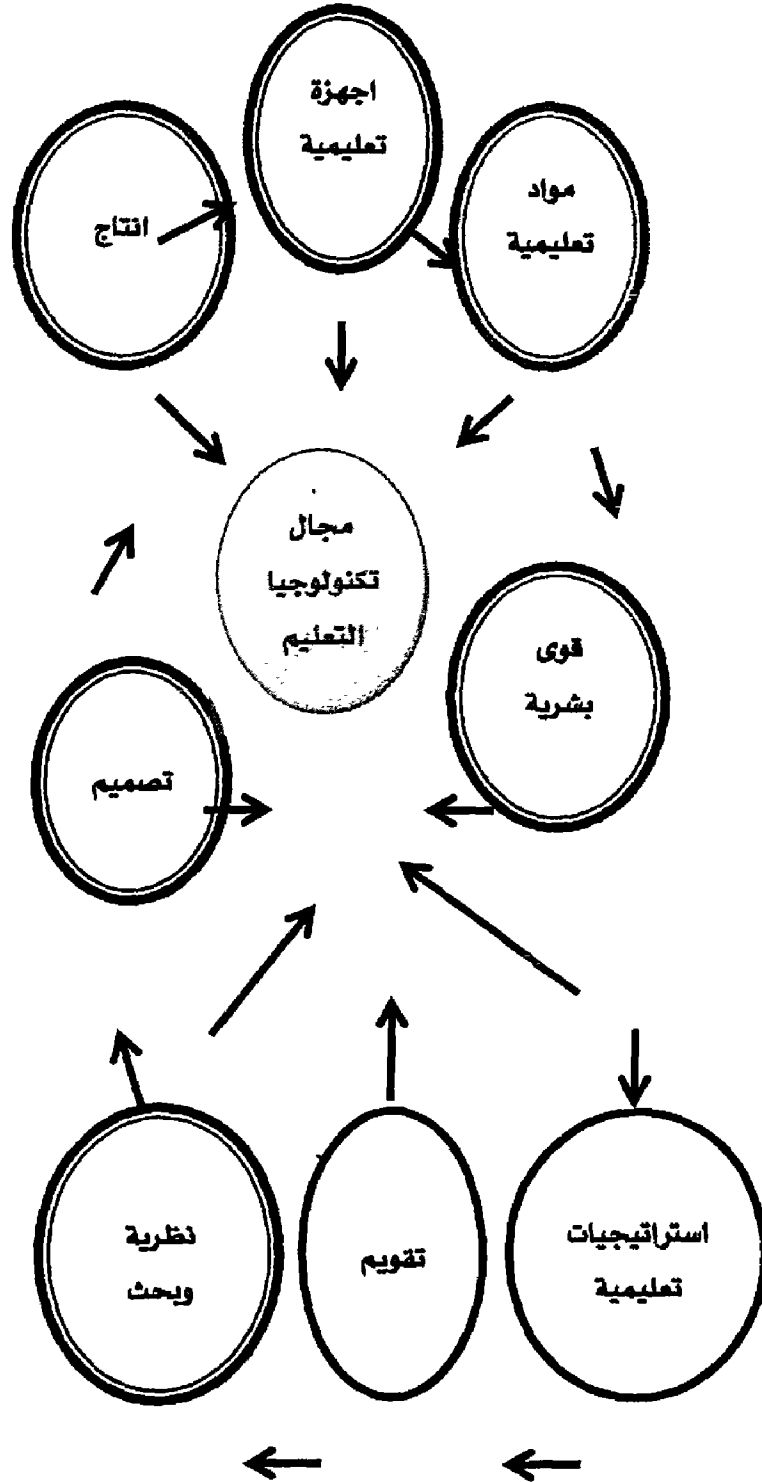 اجهزة
تعليمية
مواد
تعليمية
انتاج
مجال
تكنولوجيا
التعليم
قوى
بشرية
تصميم
استراتيجيات
تعليمية
تقويم
نظرية
وبحث